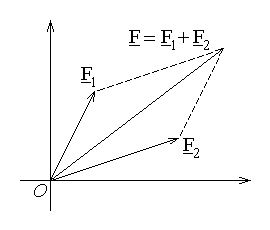 F = F₁ + F₂
F₁
F₂
O